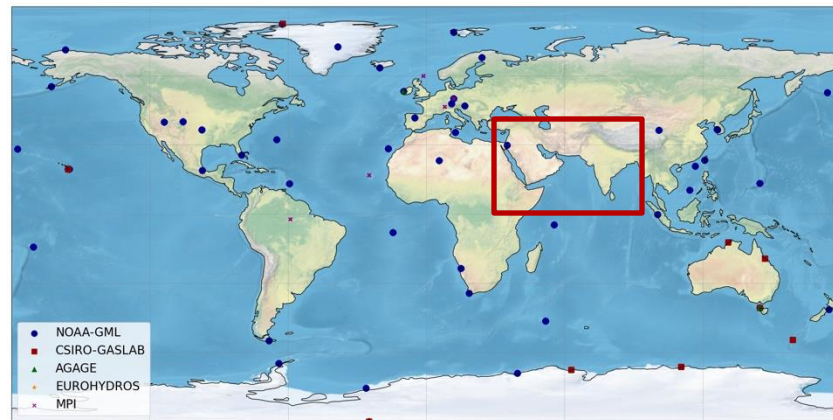 NOAA-GML
CSIRO-GASLAB
AGAGE
EUROHYDROS
MPI